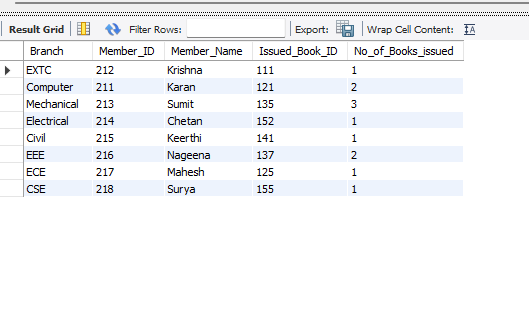 Result Grid Filter Rows: Export: Wrap Cell Content: IA
Branch Member_ID Member_Name Issued_Book_ID No_of_Books_issued
EXTC 212 Krishna 111 1
Computer 211 Karan 121 2
Mechanical 213 Sumit 135 3
Electrical 214 Chetan 152 1
Civil 215 Keerthi 141 1
EEE 216 Nageena 137 2
ECE 217 Mahesh 125 1
CSE 218 Surya 155 1